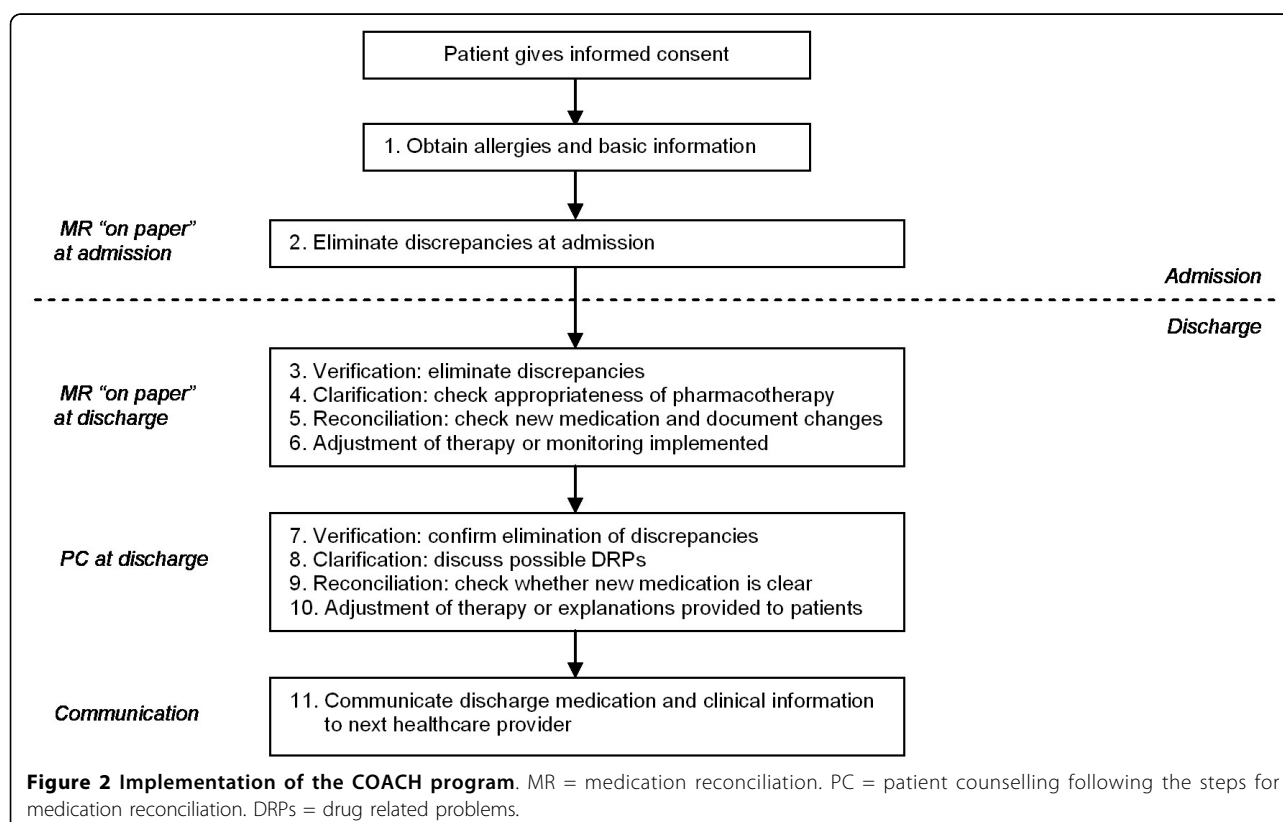 Patient gives informed consent
1. Obtain allergies and basic information
MR "on paper"
at admission
2. Eliminate discrepancies at admission
Admission
Discharge
MR "on paper"
at discharge
3. Verification: eliminate discrepancies
4. Clarification: check appropriateness of pharmacotherapy
5. Reconciliation: check new medication and document changes
6. Adjustment of therapy or monitoring implemented
PC at discharge
7. Verification: confirm elimination of discrepancies
8. Clarification: discuss possible DRPs
9. Reconciliation: check whether new medication is clear
10. Adjustment of therapy or explanations provided to patients
Communication
11. Communicate discharge medication and clinical information
to next healthcare provider
Figure 2 Implementation of the COACH program. MR = medication reconciliation. PC = patient counselling following the steps for
medication reconciliation. DRPs = drug related problems.